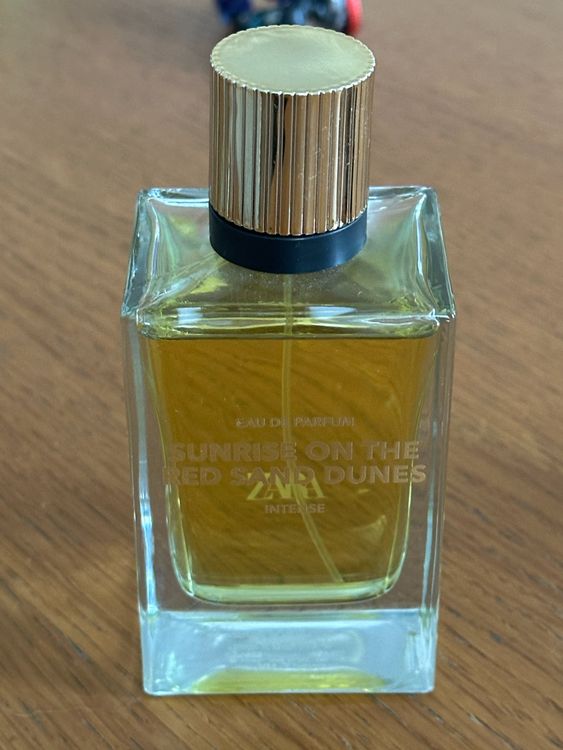 EAU DE PARFUM
SUNRISE ON THE
RED SAND DUNES
ZARA
INTENSE